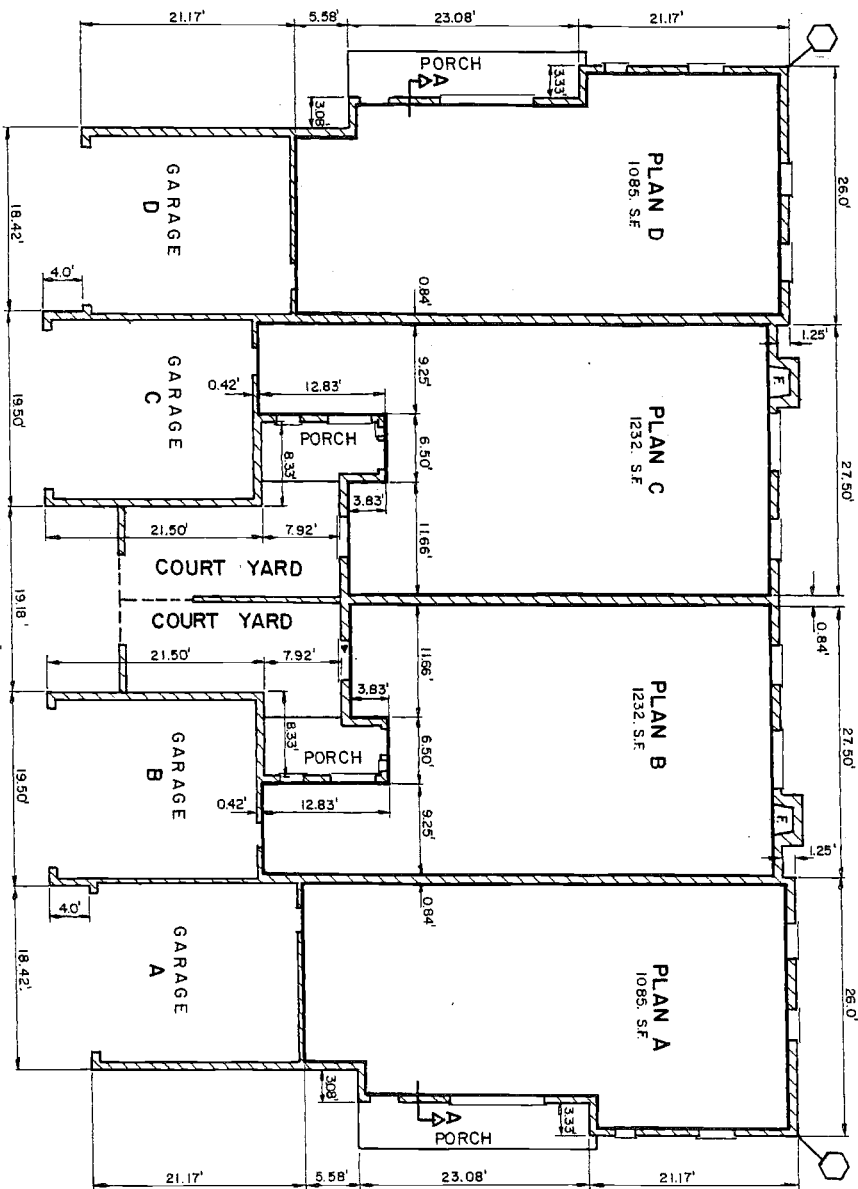 21.17'
5.58'
23.08'
21.17'
PORCH
3.33'
A
3.08'
26.0'
PLAN D
1085. S.F.
GARAGE
D
18.42'
4.0'
0.84'
1.25'
GARAGE
C
0.42'
12.83'
9.25'
F.
PORCH
8.33'
6.50'
PLAN C
1232. S.F.
27.50'
19.50'
3.83'
21.50'
7.92'
11.66'
COURT YARD
19.18'
COURT YARD
0.84'
21.50'
7.92'
11.66'
3.83'
PLAN B
1232. S.F.
27.50'
8.33'
6.50'
PORCH
GARAGE
B
19.50'
0.42'
12.83'
9.25'
F.
1.25'
4.0'
0.84'
GARAGE
A
18.42'
PLAN A
1085. S.F.
26.0'
3.08'
A
3.33'
PORCH
21.17'
5.58'
23.08'
21.17'